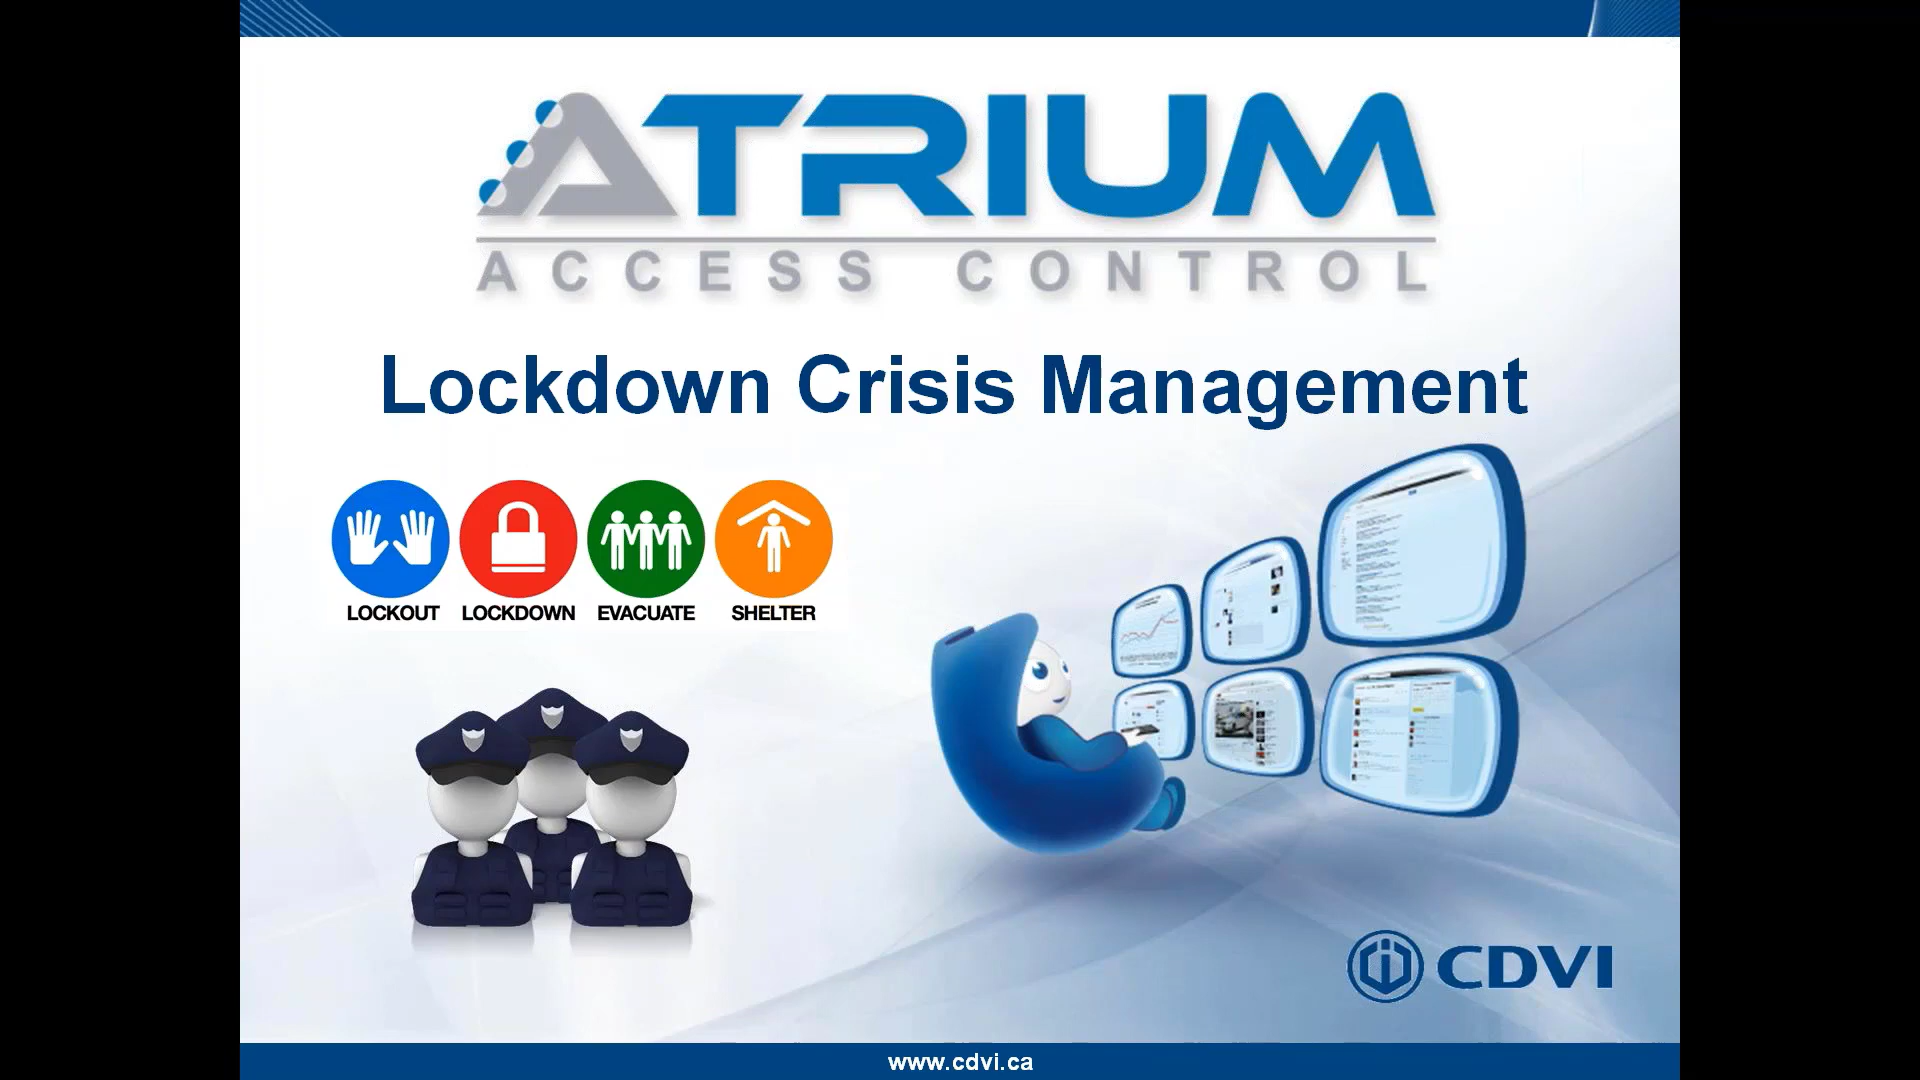 ATRIUM
ACCESS CONTROL
Lockdown Crisis Management
LOCKOUT LOCKDOWN EVACUATE SHELTER
CDVI
www.cdvi.ca